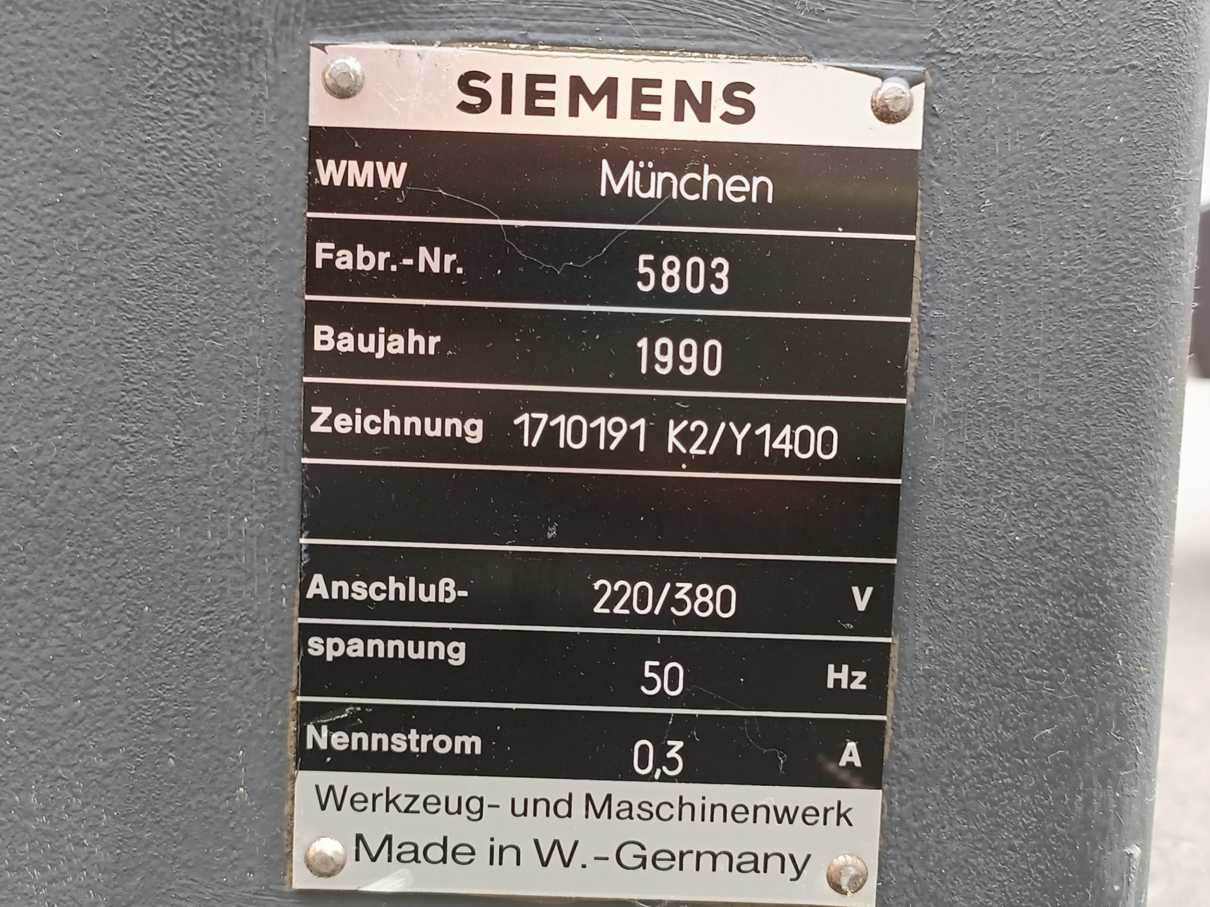 SIEMENS
WMW München
Fabr.-Nr. 5803
Baujahr 1990
Zeichnung 1710191 K2/Y1400
Anschluß- 220/380 V
spannung 50 Hz
Nennstrom 0,3 A
Werkzeug- und Maschinenwerk
Made in W.-Germany